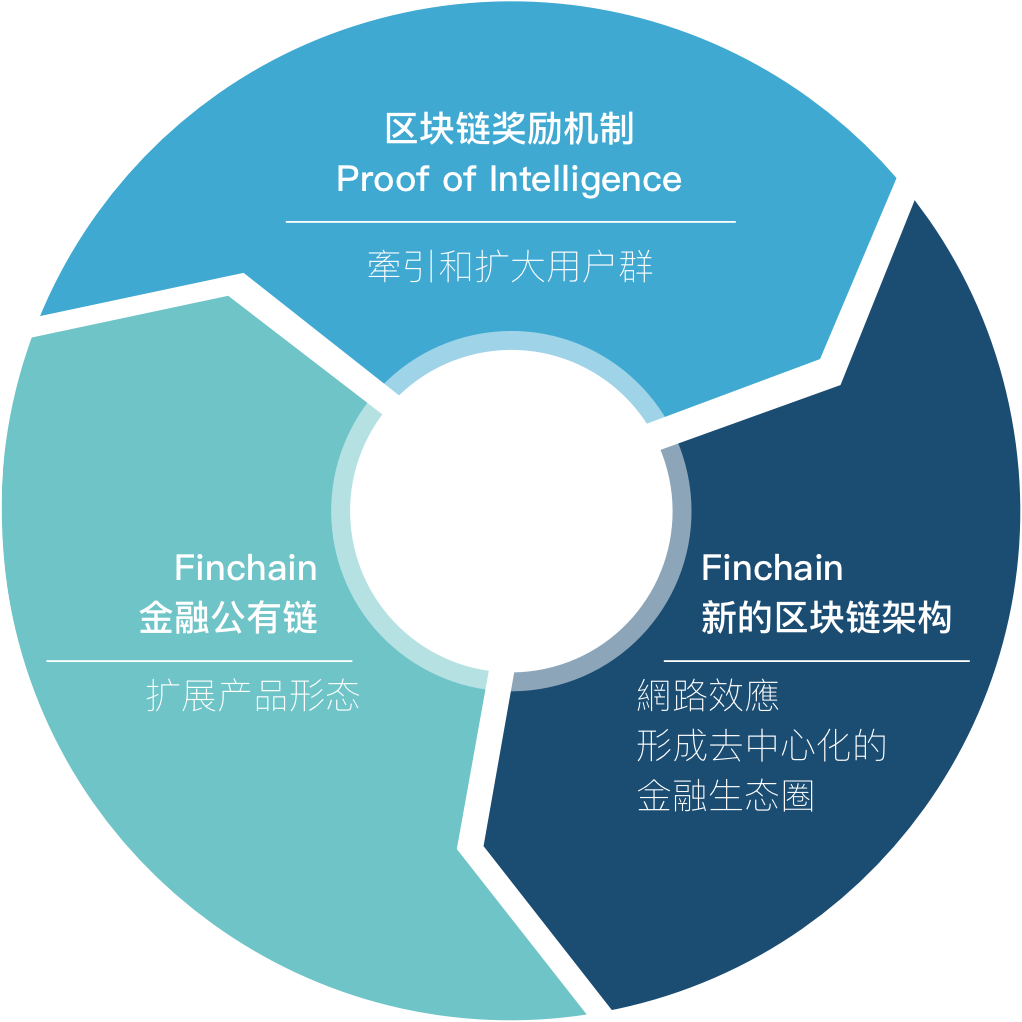 区块链奖励机制
Proof of Intelligence
牽引和扩大用户群
Finchain
金融公有链
扩展产品形态
Finchain
新的区块链架构
網路效應
形成去中心化的
金融生态圈